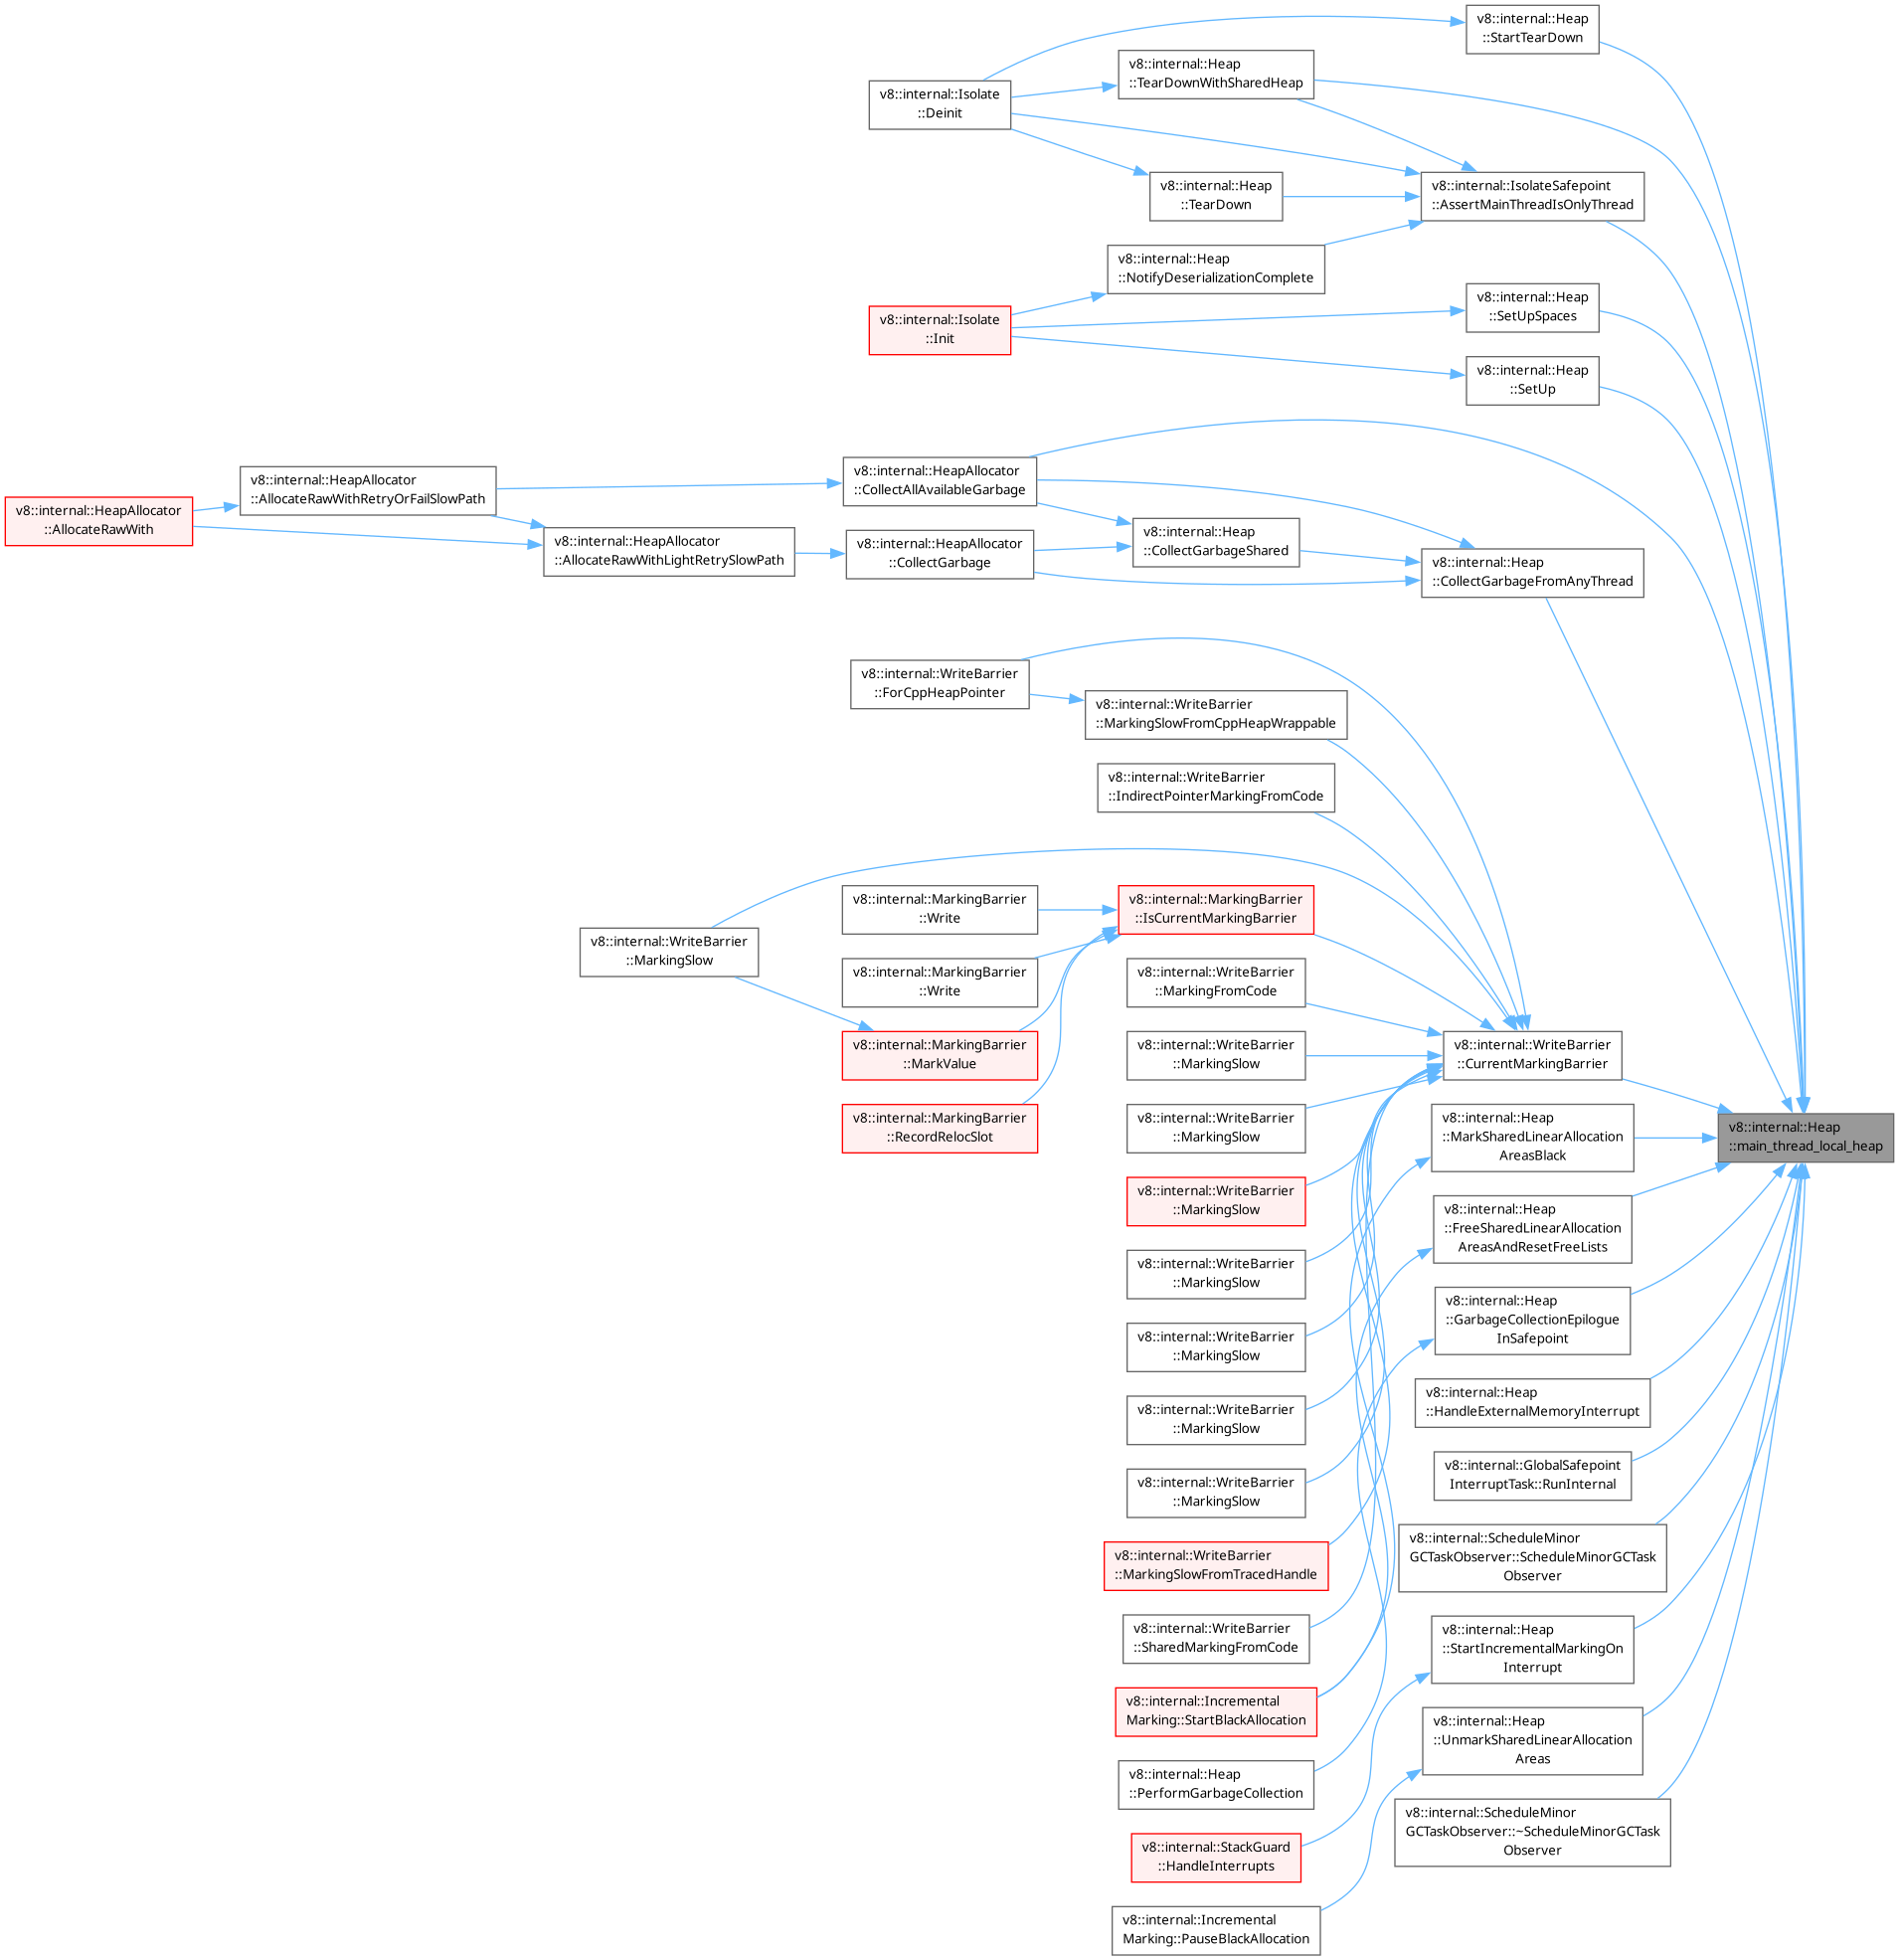 v8::internal::Heap
::StartTearDown
v8::internal::Heap
::TearDownWithSharedHeap
v8::internal::Isolate
::Deinit
v8::internal::IsolateSafepoint
::AssertMainThreadIsOnlyThread
v8::internal::Heap
::TearDown
v8::internal::Heap
::NotifyDeserializationComplete
v8::internal::Heap
::SetUpSpaces
v8::internal::Isolate
::Init
v8::internal::Heap
::SetUp
v8::internal::HeapAllocator
::CollectAllAvailableGarbage
v8::internal::HeapAllocator
::AllocateRawWithRetryOrFailSlowPath
v8::internal::HeapAllocator
::AllocateRawWith
v8::internal::Heap
::CollectGarbageShared
v8::internal::HeapAllocator
::AllocateRawWithLightRetrySlowPath
v8::internal::HeapAllocator
::CollectGarbage
v8::internal::Heap
::CollectGarbageFromAnyThread
v8::internal::WriteBarrier
::ForCppHeapPointer
v8::internal::WriteBarrier
::MarkingSlowFromCppHeapWrappable
v8::internal::WriteBarrier
::IndirectPointerMarkingFromCode
v8::internal::MarkingBarrier
::Write
v8::internal::MarkingBarrier
::IsCurrentMarkingBarrier
v8::internal::WriteBarrier
::MarkingSlow
v8::internal::MarkingBarrier
::Write
v8::internal::WriteBarrier
::MarkingFromCode
v8::internal::MarkingBarrier
::MarkValue
v8::internal::WriteBarrier
::MarkingSlow
v8::internal::WriteBarrier
::CurrentMarkingBarrier
v8::internal::MarkingBarrier
::RecordRelocSlot
v8::internal::WriteBarrier
::MarkingSlow
v8::internal::Heap
::MarkSharedLinearAllocation
AreasBlack
v8::internal::Heap
::main_thread_local_heap
v8::internal::WriteBarrier
::MarkingSlow
v8::internal::Heap
::FreeSharedLinearAllocation
AreasAndResetFreeLists
v8::internal::WriteBarrier
::MarkingSlow
v8::internal::Heap
::GarbageCollectionEpilogue
InSafepoint
v8::internal::WriteBarrier
::MarkingSlow
v8::internal::Heap
::HandleExternalMemoryInterrupt
v8::internal::WriteBarrier
::MarkingSlow
v8::internal::GlobalSafepoint
InterruptTask::RunInternal
v8::internal::WriteBarrier
::MarkingSlow
v8::internal::ScheduleMinor
GCTaskObserver::ScheduleMinorGCTask
Observer
v8::internal::WriteBarrier
::MarkingSlowFromTracedHandle
v8::internal::WriteBarrier
::SharedMarkingFromCode
v8::internal::Heap
::StartIncrementalMarkingOn
Interrupt
v8::internal::Incremental
Marking::StartBlackAllocation
v8::internal::Heap
::UnmarkSharedLinearAllocation
Areas
v8::internal::Heap
::PerformGarbageCollection
v8::internal::ScheduleMinor
GCTaskObserver::~ScheduleMinorGCTask
Observer
v8::internal::StackGuard
::HandleInterrupts
v8::internal::Incremental
Marking::PauseBlackAllocation